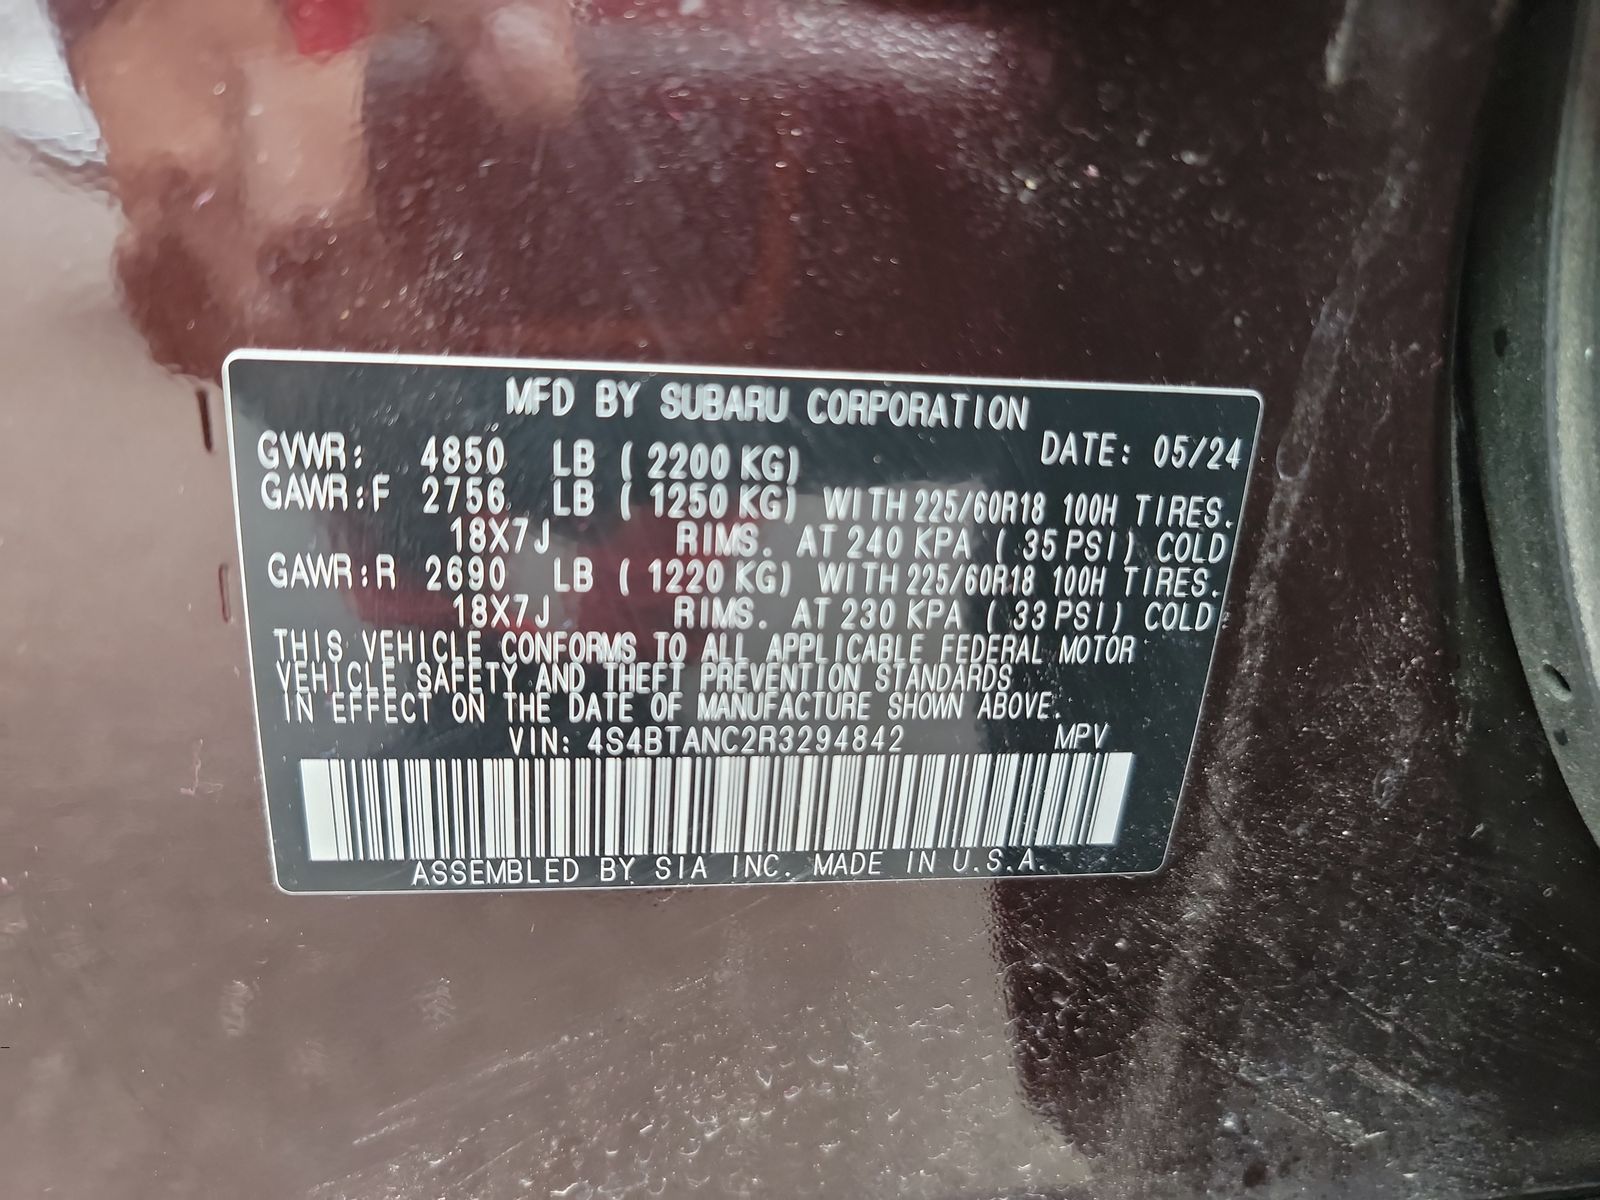 MFD BY SUBARU CORPORATION
DATE: 05/24
GVWR: 4850 LB ( 2200 KG)
GAWR:F 2756 LB ( 1250 KG) WITH 225/60R18 100H TIRES.
18X7J RIMS. AT 240 KPA ( 35 PSI) COLD
GAWR:R 2690 LB ( 1220 KG) WITH 225/60R18 100H TIRES.
18X7J RIMS. AT 230 KPA ( 33 PSI) COLD
THIS VEHICLE CONFORMS TO ALL APPLICABLE FEDERAL MOTOR
VEHICLE SAFETY AND THEFT PREVENTION STANDARDS
IN EFFECT ON THE DATE OF MANUFACTURE SHOWN ABOVE.
VIN: 4S4BTANC2R3294842 MPV
ASSEMBLED BY SIA INC. MADE IN U.S.A.